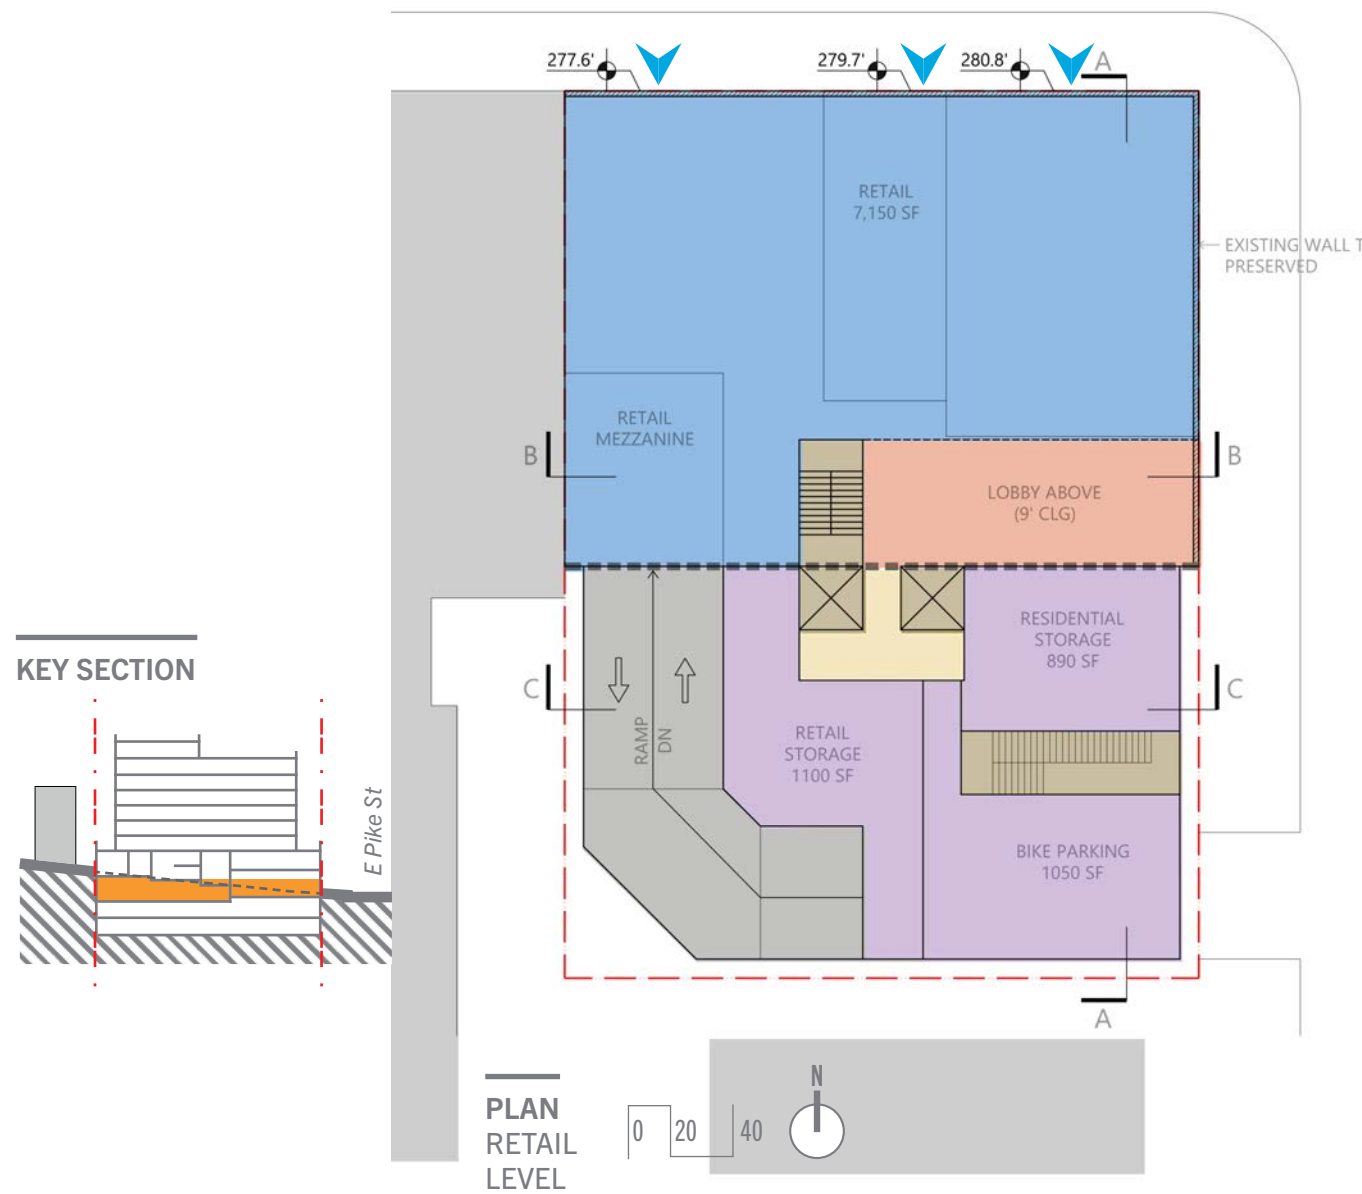 277.6'
279.7'
280.8'
A
RETAIL
7,150 SF
EXISTING WALL T
PRESERVED
RETAIL
MEZZANINE
B
B
LOBBY ABOVE
(9' CLG)
RESIDENTIAL
STORAGE
890 SF
KEY SECTION
C
C
RAMP
DN
RETAIL
STORAGE
1100 SF
E Pike St
BIKE PARKING
1050 SF
A
PLAN
RETAIL
LEVEL
0 20 40
N